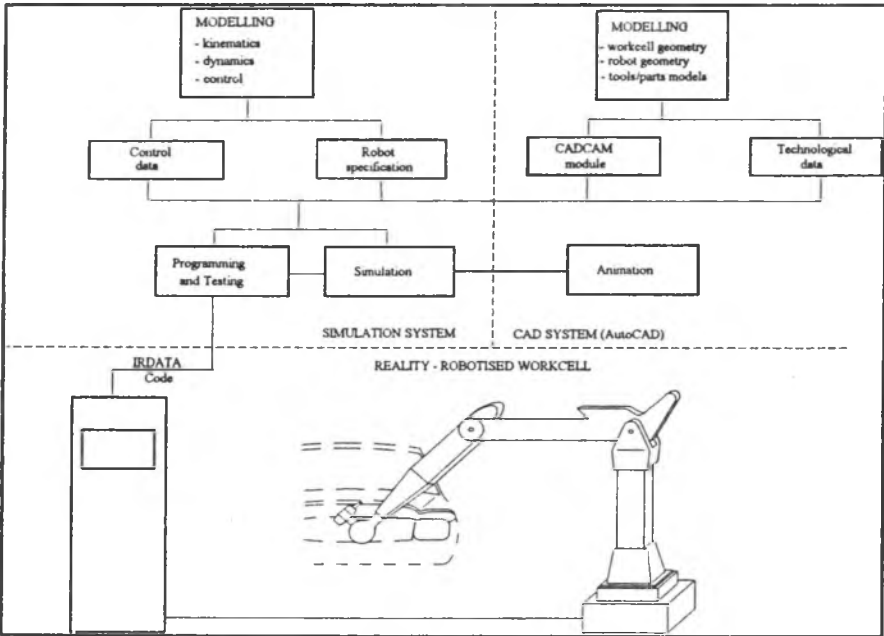 MODELLING
- kinematics
- dynamics
- control
MODELLING
- workcell geometry
- robot geometry
- tools/parts models
Control
data
Robot
specification
CADCAM
module
Technological
data
Programming
and Testing
Simulation
Animation
SIMULATION SYSTEM
CAD SYSTEM (AutoCAD)
IRDATA
Code
REALITY - ROBOTISED WORKCELL